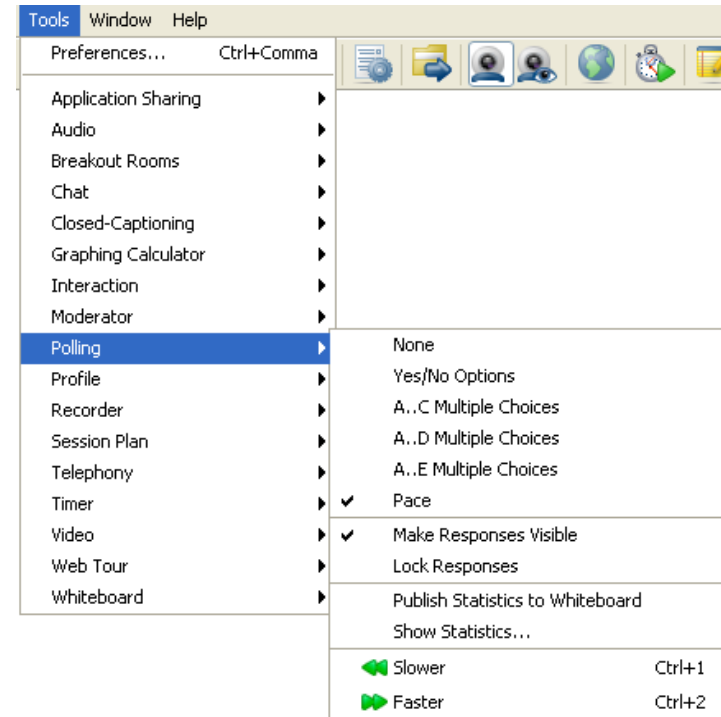 Tools Window Help
Preferences... Ctrl+Comma
Application Sharing
Audio
Breakout Rooms
Chat
Closed-Captioning
Graphing Calculator
Interaction
Moderator
Polling
Profile
Recorder
Session Plan
Telephony
Timer
Video
Web Tour
Whiteboard
None
Yes/No Options
A..C Multiple Choices
A..D Multiple Choices
A..E Multiple Choices
Pace
Make Responses Visible
Lock Responses
Publish Statistics to Whiteboard
Show Statistics...
Slower Ctrl+1
Faster Ctrl+2